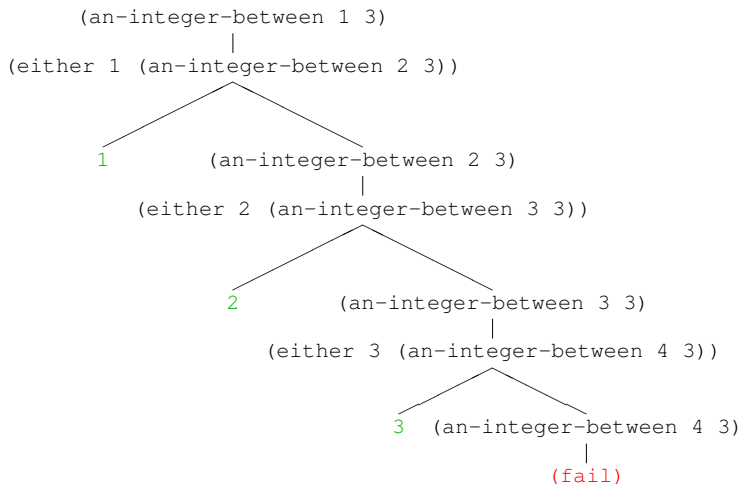 (an-integer-between 1 3)
(either 1 (an-integer-between 2 3))
1 (an-integer-between 2 3)
(either 2 (an-integer-between 3 3))
2 (an-integer-between 3 3)
(either 3 (an-integer-between 4 3))
3 (an-integer-between 4 3)
(fail)